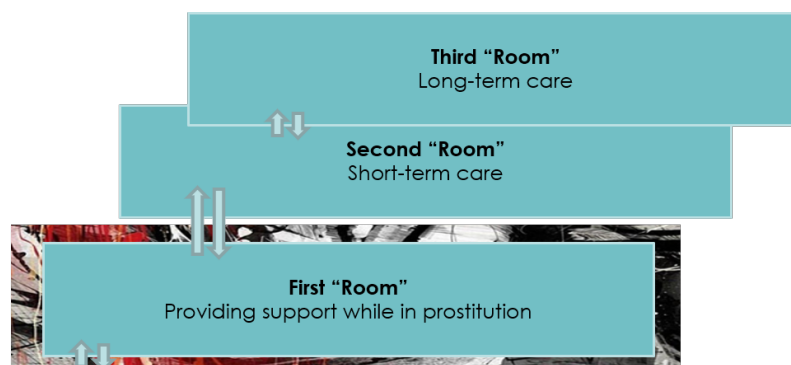 Third “Room”
Long-term care
Second “Room”
Short-term care
First “Room”
Providing support while in prostitution